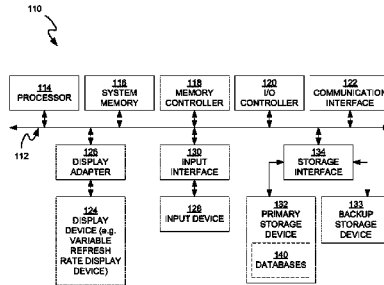 110
114
PROCESSOR
116
SYSTEM
MEMORY
118
MEMORY
CONTROLLER
120
I/O
CONTROLLER
122
COMMUNICATION
INTERFACE
112
126
DISPLAY
ADAPTER
130
INPUT
INTERFACE
134
STORAGE
INTERFACE
124
DISPLAY
DEVICE (e.g.
VARIABLE
REFRESH
RATE DISPLAY
DEVICE)
128
INPUT DEVICE
132
PRIMARY
STORAGE
DEVICE
140
DATABASES
133
BACKUP
STORAGE
DEVICE